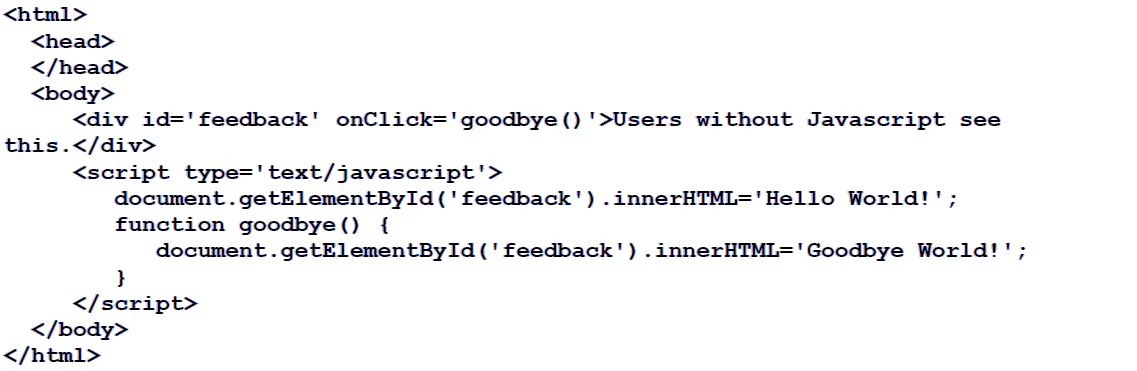 <html>
  <head>
  </head>
  <body>
     <div id='feedback' onClick='goodbye()'>Users without Javascript see
this.</div>
     <script type='text/javascript'>
        document.getElementById('feedback').innerHTML='Hello World!';
        function goodbye() {
           document.getElementById('feedback').innerHTML='Goodbye World!';
        }
     </script>
  </body>
</html>